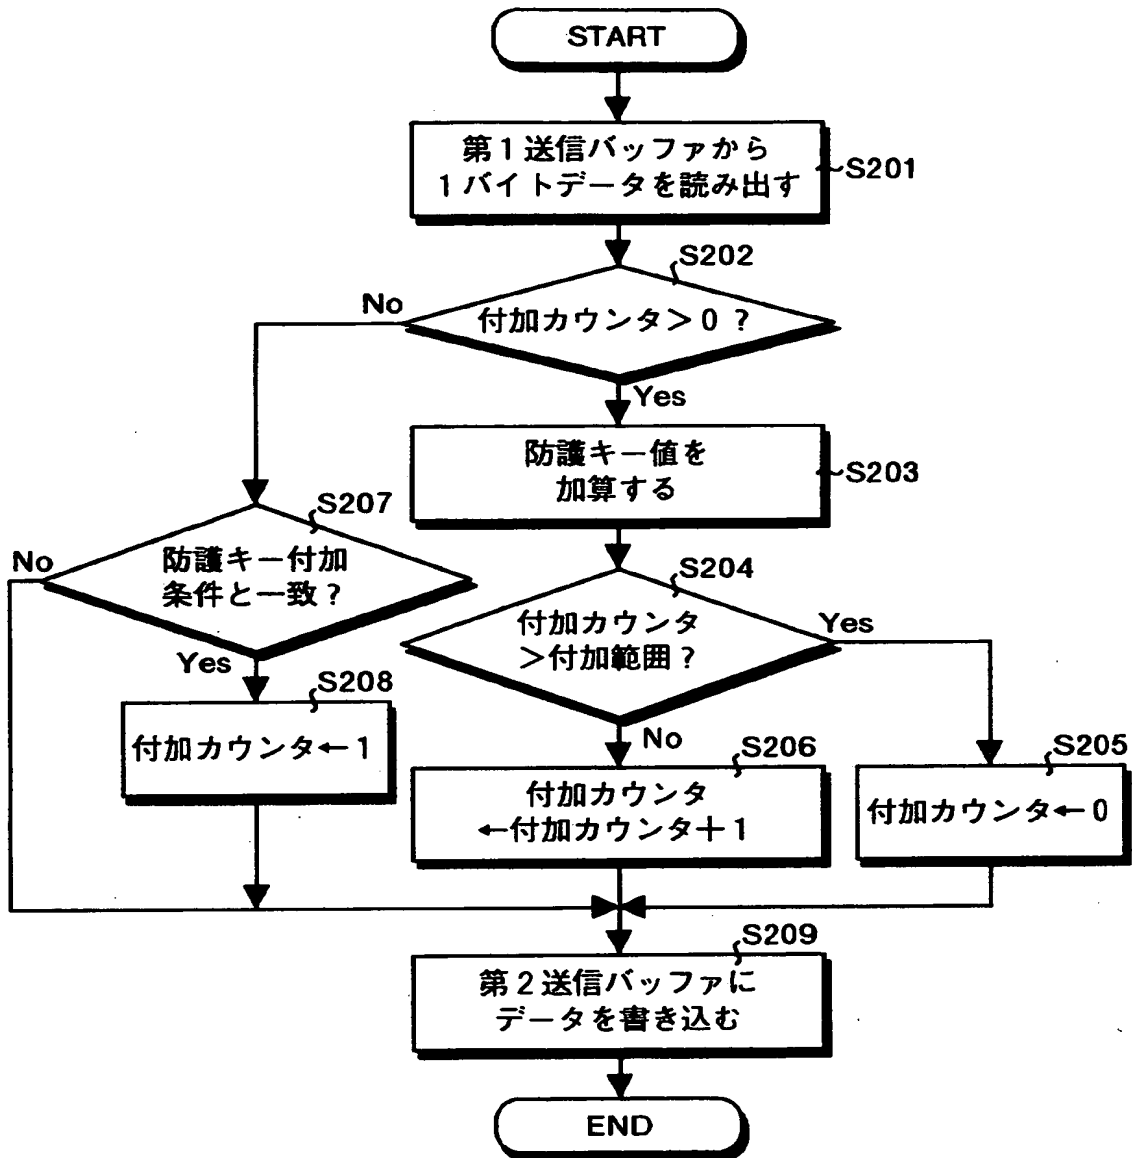 START
第1送信バッファから
1バイトデータを読み出す
S201
S202
No
付加カウンタ＞0？
Yes
防護キー値を
加算する
S203
S207
No
防護キー付加
条件と一致？
Yes
S204
付加カウンタ
＞付加範囲？
Yes
No
S208
付加カウンタ←1
S206
付加カウンタ
←付加カウンタ＋1
S205
付加カウンタ←0
S209
第2送信バッファに
データを書き込む
END